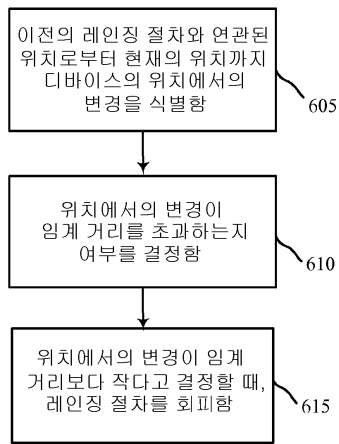 이전의 레인징 절차와 연관된
위치로부터 현재의 위치까지
디바이스의 위치에서의
변경을 식별함
605
위치에서의 변경이
임계 거리를 초과하는지
여부를 결정함
610
위치에서의 변경이 임계
거리보다 작다고 결정할 때,
레인징 절차를 회피함
615